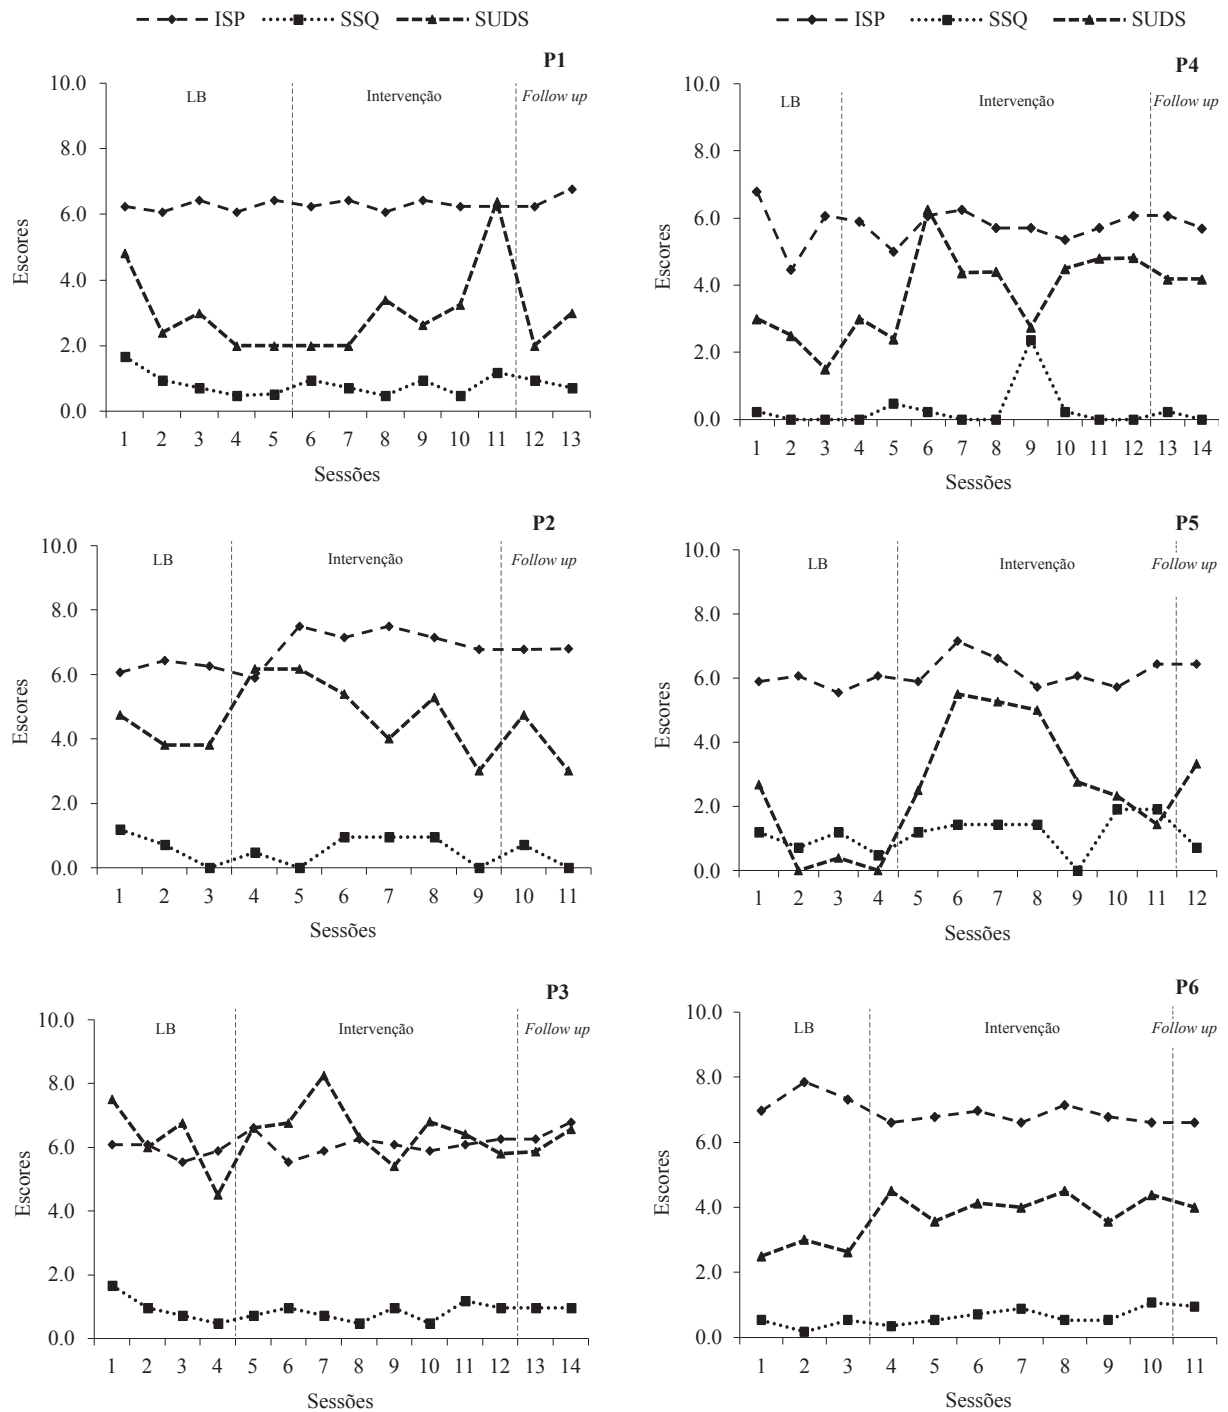 ISP SSQ SUDS
ISP SSQ SUDS
P1
LB Intervenção Follow up
10.0
8.0
6.0
4.0
2.0
0.0
Escores
1 2 3 4 5 6 7 8 9 10 11 12 13
Sessões
P4
LB Intervenção Follow up
10.0
8.0
6.0
4.0
2.0
0.0
Escores
1 2 3 4 5 6 7 8 9 10 11 12 13 14
Sessões
P2
LB Intervenção Follow up
10.0
8.0
6.0
4.0
2.0
0.0
Escores
1 2 3 4 5 6 7 8 9 10 11
Sessões
P5
LB Intervenção Follow up
10.0
8.0
6.0
4.0
2.0
0.0
Escores
1 2 3 4 5 6 7 8 9 10 11 12
Sessões
P3
LB Intervenção Follow up
10.0
8.0
6.0
4.0
2.0
0.0
Escores
1 2 3 4 5 6 7 8 9 10 11 12 13 14
Sessões
P6
LB Intervenção Follow up
10.0
8.0
6.0
4.0
2.0
0.0
Escores
1 2 3 4 5 6 7 8 9 10 11
Sessões